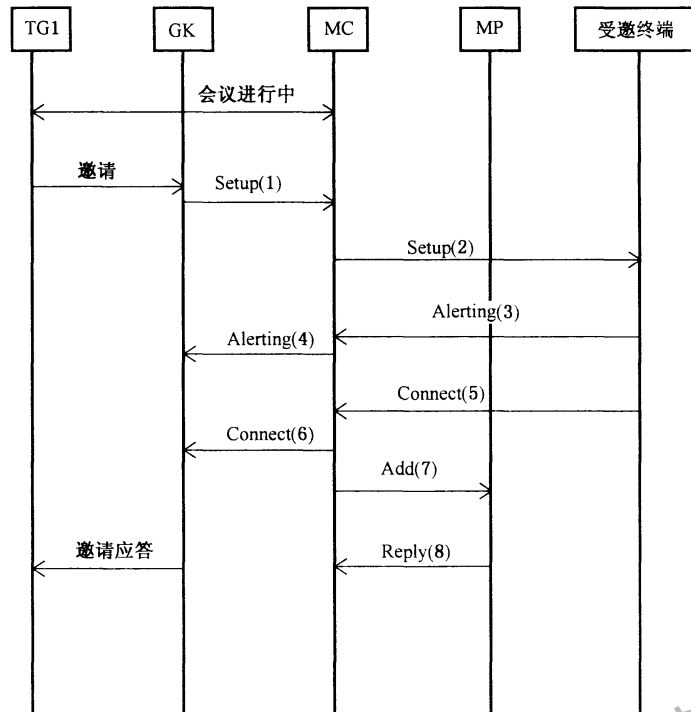 TG1
GK
MC
MP
受邀终端
会议进行中
邀请
Setup(1)
Setup(2)
Alerting(3)
Alerting(4)
Connect(5)
Connect(6)
Add(7)
邀请应答
Reply(8)